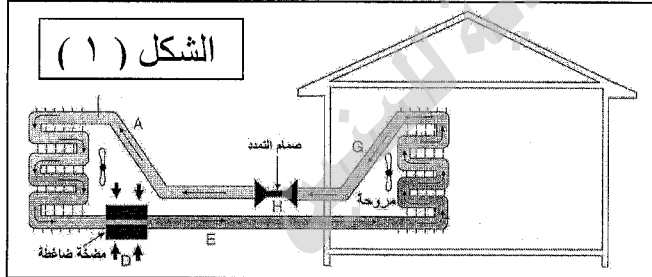 الشكل ( ١ )
A
صمام التمدد
G
H
مروحة
E
مضخة ضاغطة
D